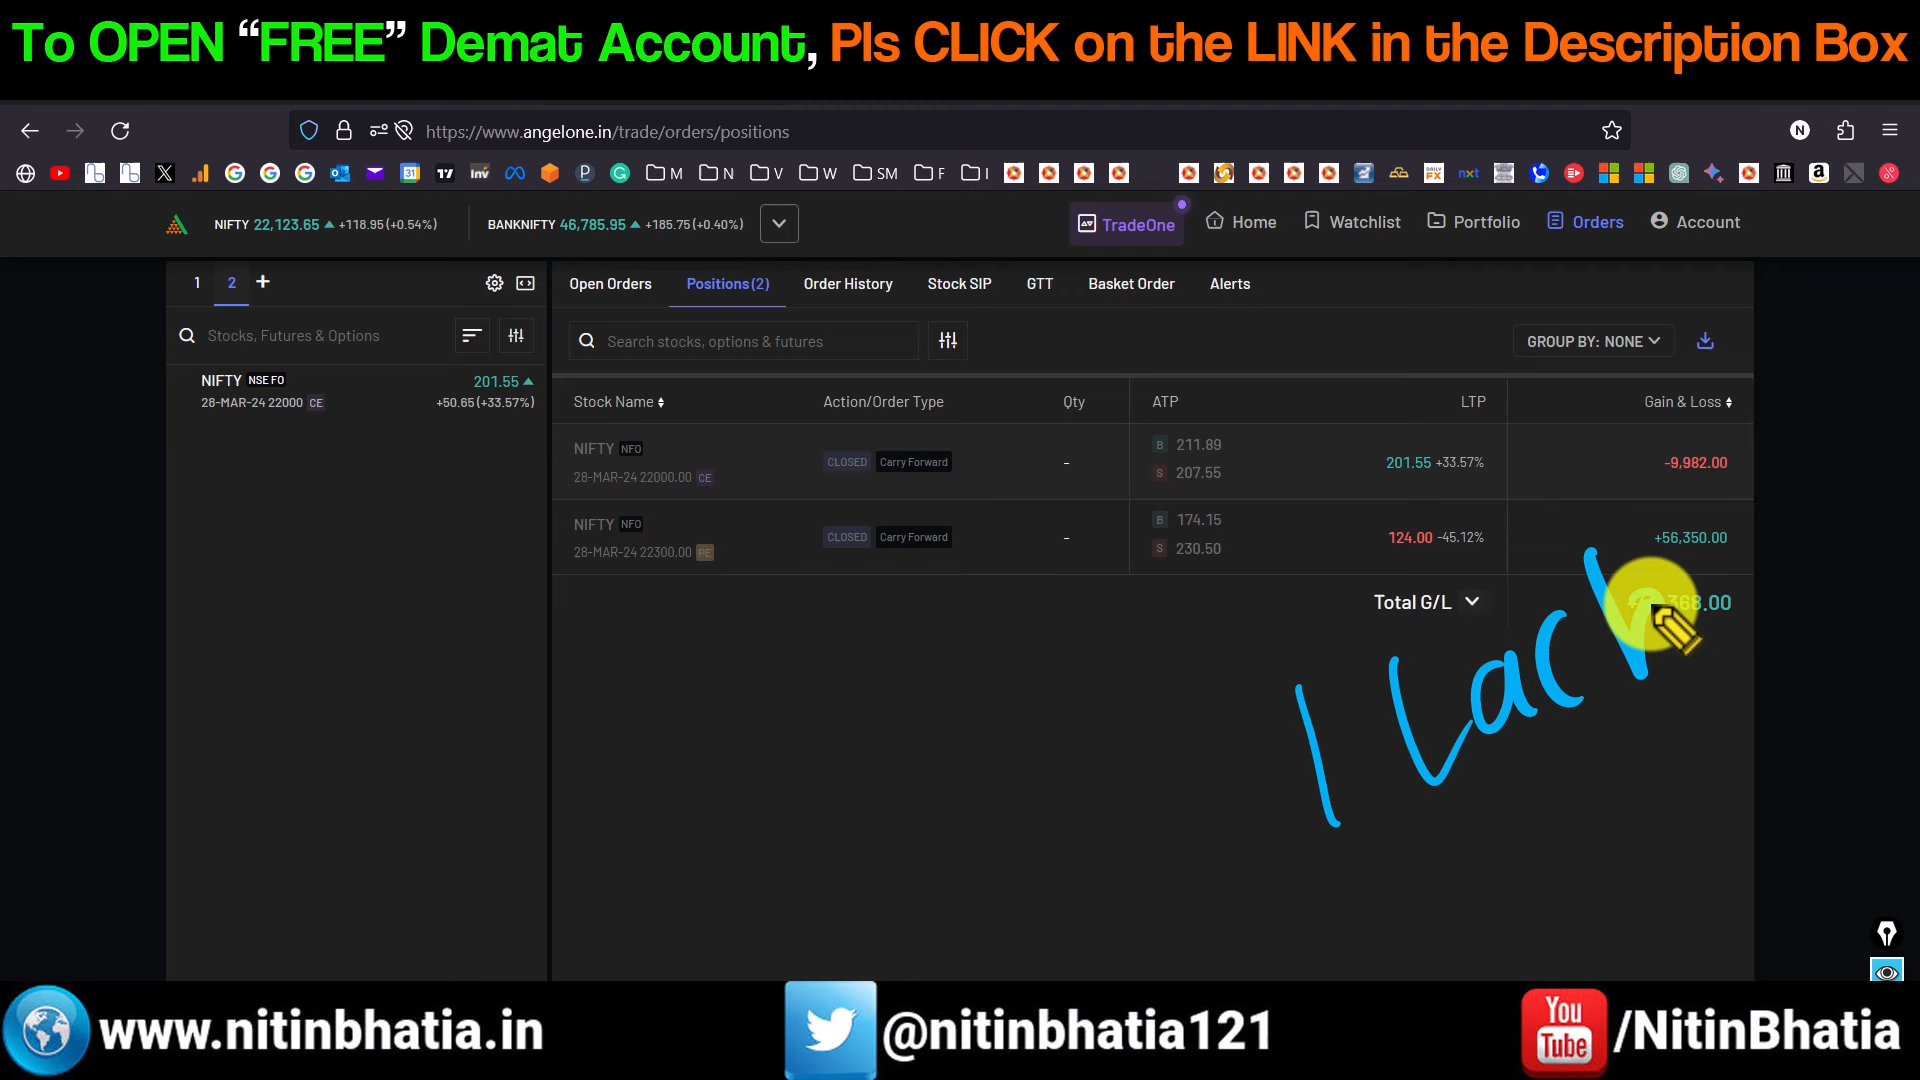 To OPEN “FREE” Demat Account, Pls CLICK on the LINK in the Description Box
https://www.angelone.in/trade/orders/positions
M N V W SM F I
NIFTY 22,123.65 +118.95 (+0.54%) BANKNIFTY 46,785.95 +185.75 (+0.40%) TradeOne Home Watchlist Portfolio Orders Account
1 2 + Open Orders Positions (2) Order History Stock SIP GTT Basket Order Alerts
Stocks, Futures & Options Search stocks, options & futures GROUP BY: NONE
NIFTY NSE FO 201.55
28-MAR-24 22000 CE +50.65 (+33.57%)
Stock Name Action/Order Type Qty ATP LTP Gain & Loss
NIFTY NFO B 211.89
CLOSED Carry Forward - 201.55 +33.57% -9,982.00
28-MAR-24 22000.00 CE S 207.55
NIFTY NFO B 174.15
CLOSED Carry Forward - 124.00 -45.12% +56,350.00
28-MAR-24 22300.00 PE S 230.50
Total G/L 368.00
1 Lach
www.nitinbhatia.in @nitinbhatia121 You Tube /NitinBhatia